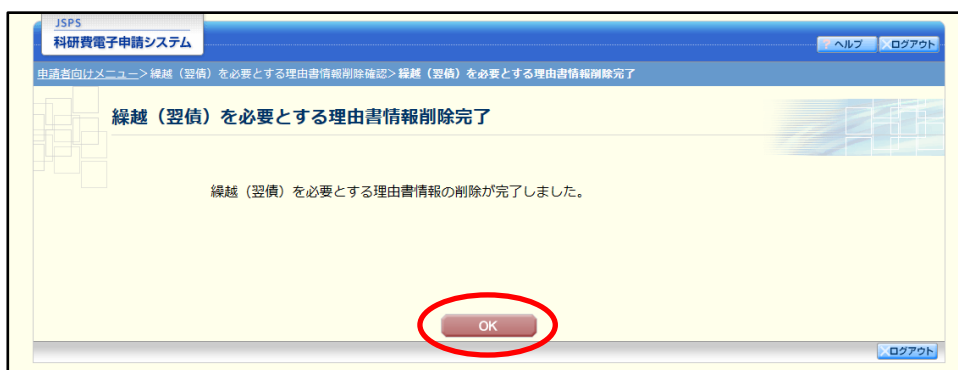 JSPS
科研費電子申請システム
ヘルプ
ログアウト
申請者向けメニュー>繰越（翌債）を必要とする理由書情報削除確認>繰越（翌債）を必要とする理由書情報削除完了
繰越（翌債）を必要とする理由書情報削除完了
繰越（翌債）を必要とする理由書情報の削除が完了しました。
OK
ログアウト